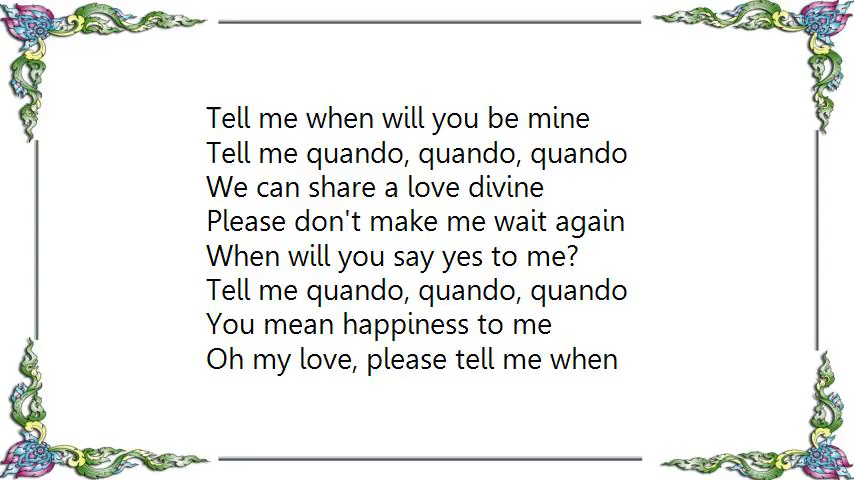 Tell me when will you be mine
Tell me quando, quando, quando
We can share a love divine
Please don't make me wait again
When will you say yes to me?
Tell me quando, quando, quando
You mean happiness to me
Oh my love, please tell me when